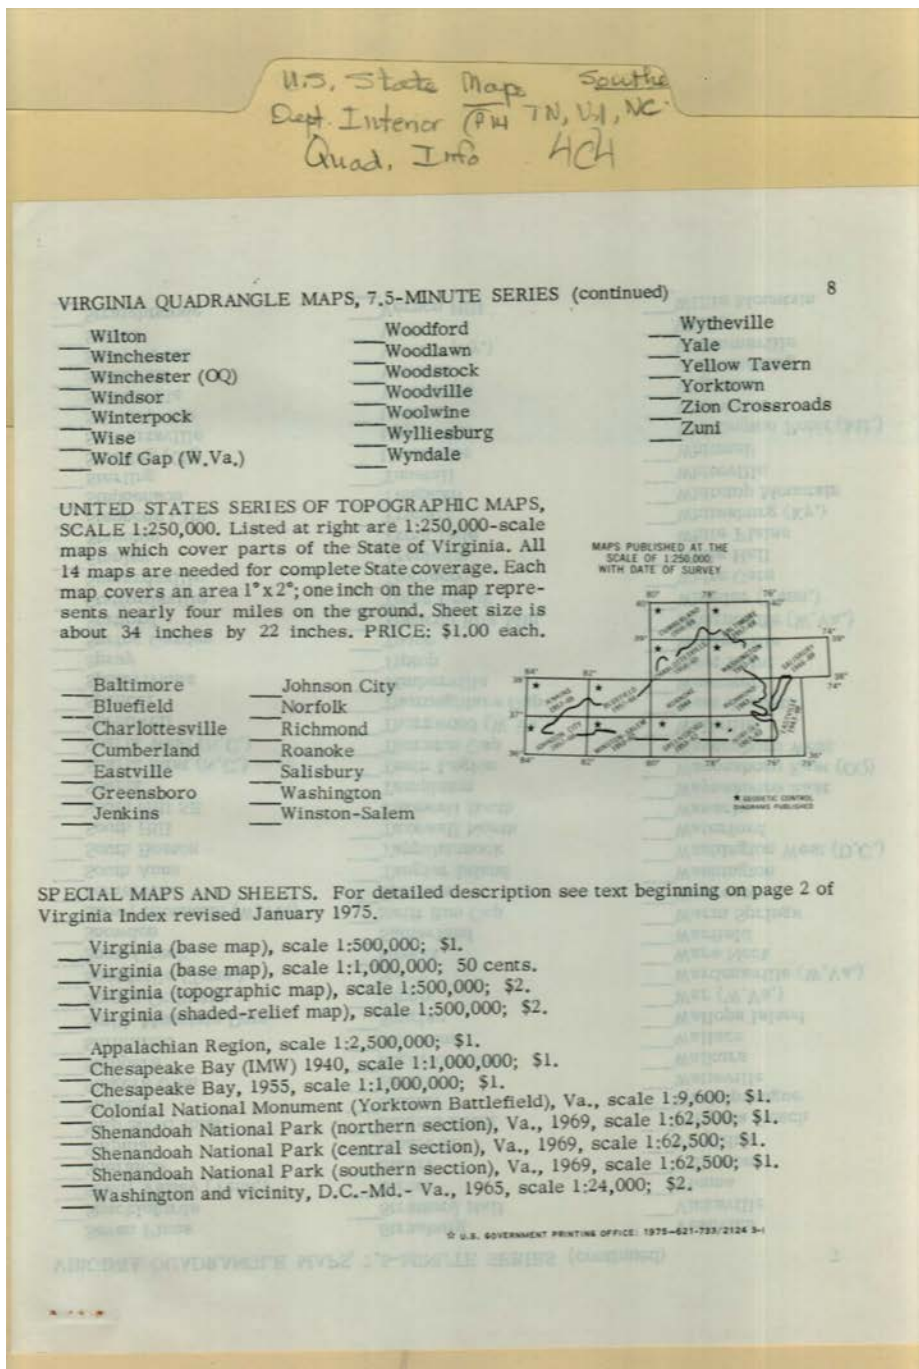 U.S. State Maps Southe
Dept. Interior TN, VA, NC
Quad. Info 4C4
VIRGINIA QUADRANGLE MAPS, 7.5-MINUTE SERIES (continued) 8
Wilton
Winchester
Winchester (OQ)
Windsor
Winterpock
Wise
Wolf Gap (W.Va.)
Woodford
Woodlawn
Woodstock
Woodville
Woolwine
Wylliesburg
Wyndale
Wytheville
Yale
Yellow Tavern
Yorktown
Zion Crossroads
Zuni
UNITED STATES SERIES OF TOPOGRAPHIC MAPS,
SCALE 1:250,000. Listed at right are 1:250,000-scale
maps which cover parts of the State of Virginia. All
14 maps are needed for complete State coverage. Each
map covers an area 1° x 2°; one inch on the map repre-
sents nearly four miles on the ground. Sheet size is
about 34 inches by 22 inches. PRICE: $1.00 each.
MAPS PUBLISHED AT THE
SCALE OF 1:250,000
WITH DATE OF SURVEY
★ GEODETIC CONTROL
DIAGRAMS PUBLISHED
Baltimore
Bluefield
Charlottesville
Cumberland
Eastville
Greensboro
Jenkins
Johnson City
Norfolk
Richmond
Roanoke
Salisbury
Washington
Winston-Salem
SPECIAL MAPS AND SHEETS. For detailed description see text beginning on page 2 of
Virginia Index revised January 1975.
Virginia (base map), scale 1:500,000; $1.
Virginia (base map), scale 1:1,000,000; 50 cents.
Virginia (topographic map), scale 1:500,000; $2.
Virginia (shaded-relief map), scale 1:500,000; $2.
Appalachian Region, scale 1:2,500,000; $1.
Chesapeake Bay (IMW) 1940, scale 1:1,000,000; $1.
Chesapeake Bay, 1955, scale 1:1,000,000; $1.
Colonial National Monument (Yorktown Battlefield), Va., scale 1:9,600; $1.
Shenandoah National Park (northern section), Va., 1969, scale 1:62,500; $1.
Shenandoah National Park (central section), Va., 1969, scale 1:62,500; $1.
Shenandoah National Park (southern section), Va., 1969, scale 1:62,500; $1.
Washington and vicinity, D.C.-Md.- Va., 1965, scale 1:24,000; $2.
☆ U.S. GOVERNMENT PRINTING OFFICE: 1975-621-733/2124 3-I